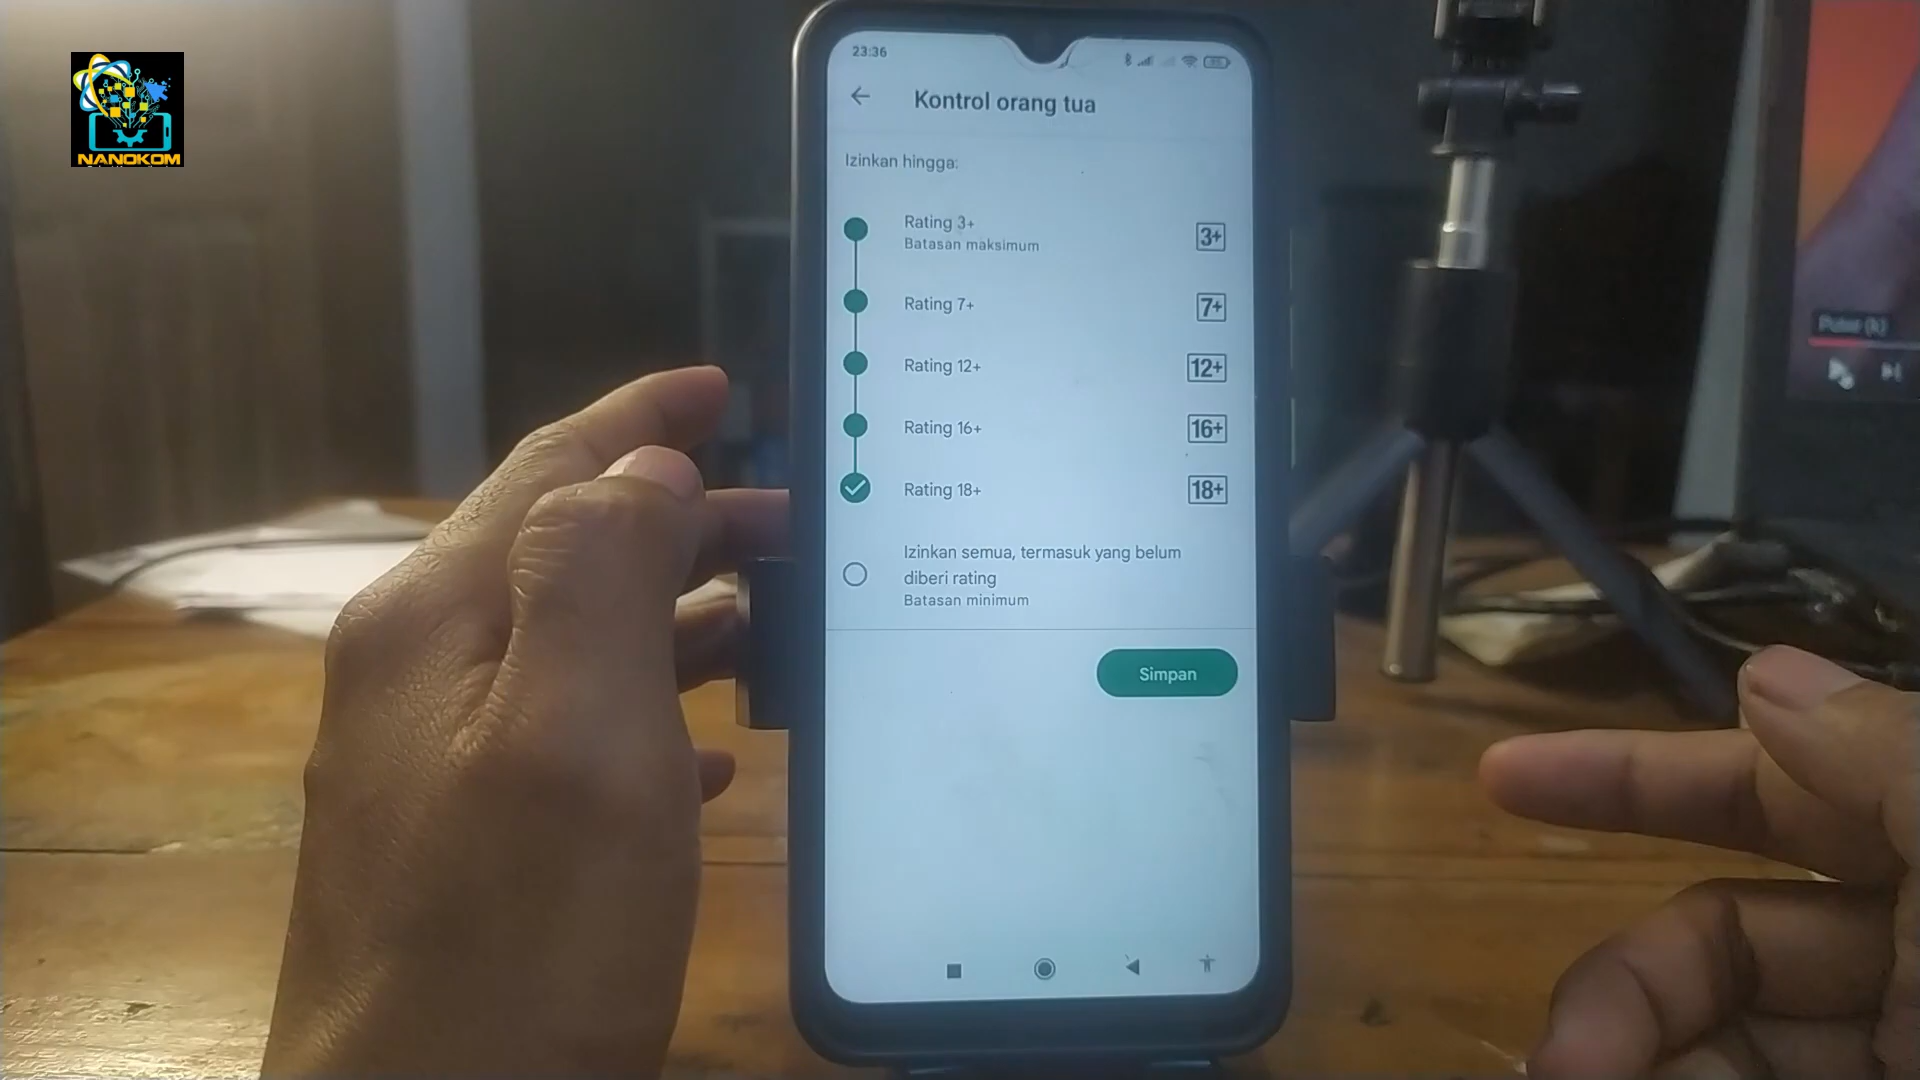 NANOKOM
23:36
Kontrol orang tua
Izinkan hingga:
Rating 3+
Batasan maksimum
3+
Rating 7+
7+
Rating 12+
12+
Rating 16+
16+
Rating 18+
18+
Izinkan semua, termasuk yang belum
diberi rating
Batasan minimum
Simpan
Putar (k)